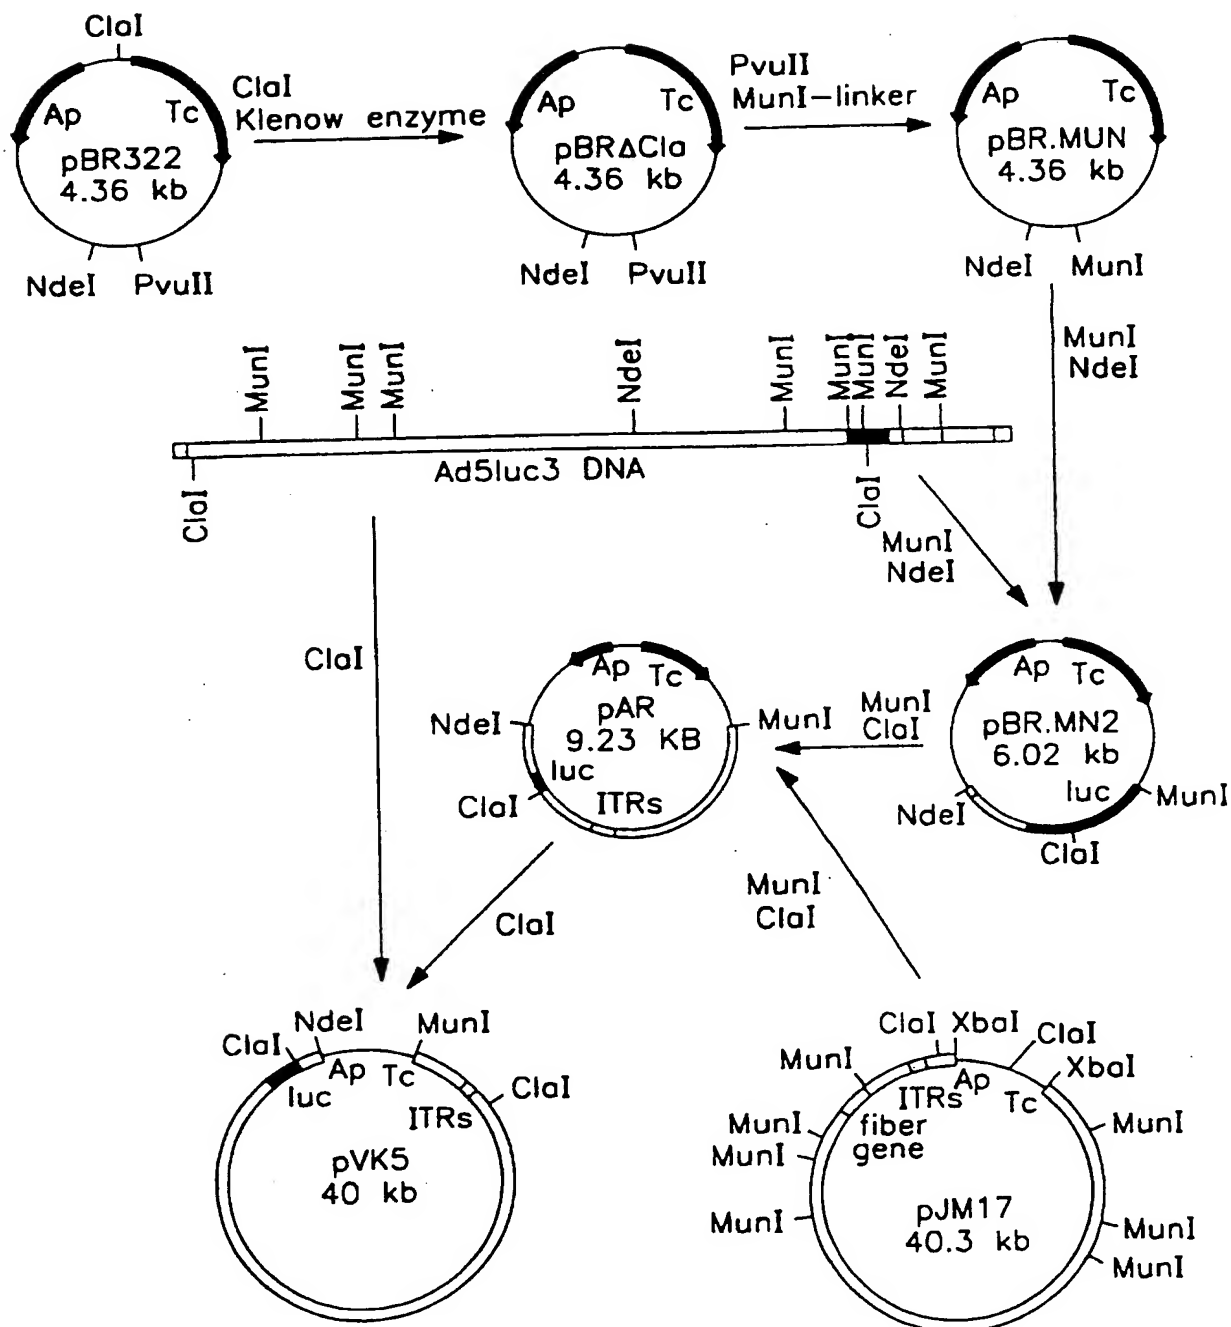 ClaI
Ap Tc
pBR322
4.36 kb
NdeI PvuII
ClaI
Klenow enzyme
Ap Tc
pBRΔCla
4.36 kb
NdeI PvuII
PvuII
MunI-linker
Ap Tc
pBR.MUN
4.36 kb
NdeI MunI
MunI
NdeI
MunI MunI MunI NdeI MunI MunI MunI NdeI MunI
Ad5luc3 DNA
ClaI
ClaI
MunI
NdeI
ClaI
Ap Tc
pAR
9.23 KB
NdeI
MunI
luc
ClaI
ITRs
MunI
ClaI
Ap Tc
pBR.MN2
6.02 kb
luc
MunI
NdeI
ClaI
ClaI
MunI
ClaI
ClaI
NdeI
MunI
Ap Tc
luc
ITRs
ClaI
pVK5
40 kb
ClaI
XbaI
ClaI
XbaI
MunI
Ap
ITRs
Tc
MunI
fiber
gene
MunI
MunI
MunI
pJM17
40.3 kb
MunI
MunI